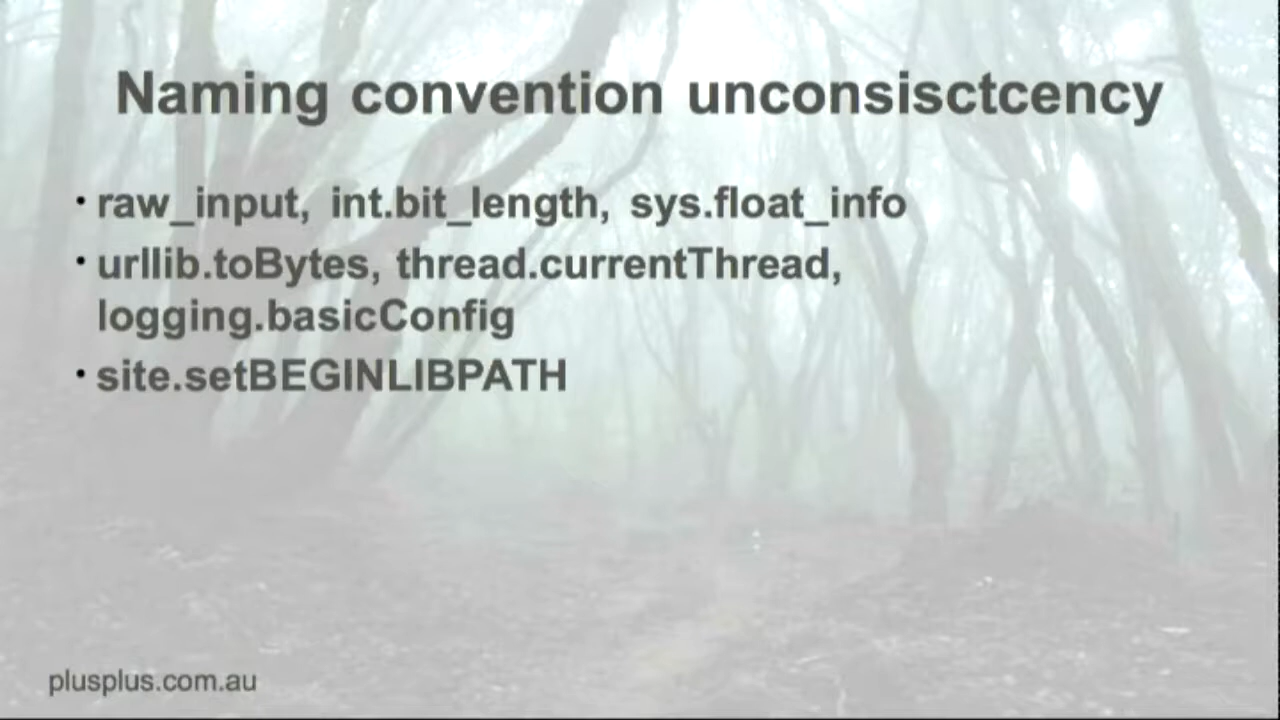 Naming convention unconsisctcency
· raw_input, int.bit_length, sys.float_info
· urllib.toBytes, thread.currentThread,
logging.basicConfig
· site.setBEGINLIBPATH
plusplus.com.au